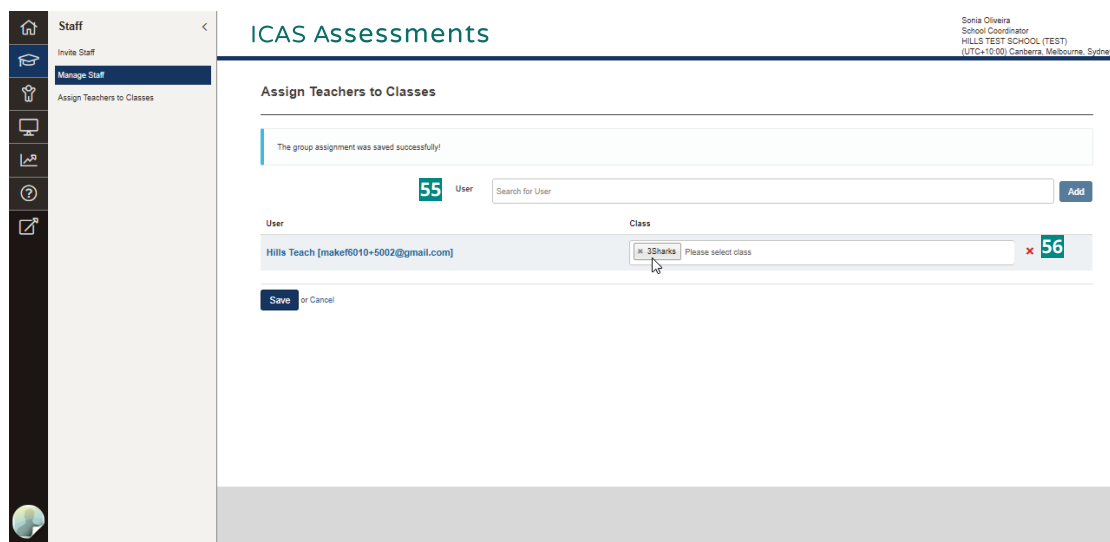 Staff
Invite Staff
Manage Staff
Assign Teachers to Classes
ICAS Assessments
Sonia Oliveira
School Coordinator
HILLS TEST SCHOOL (TEST)
(UTC+10:00) Canberra, Melbourne, Sydne
Assign Teachers to Classes
The group assignment was saved successfully!
55 User Search for User Add
User Class
Hills Teach [makef6010+5002@gmail.com] 3Sharks Please select class 56
Save or Cancel